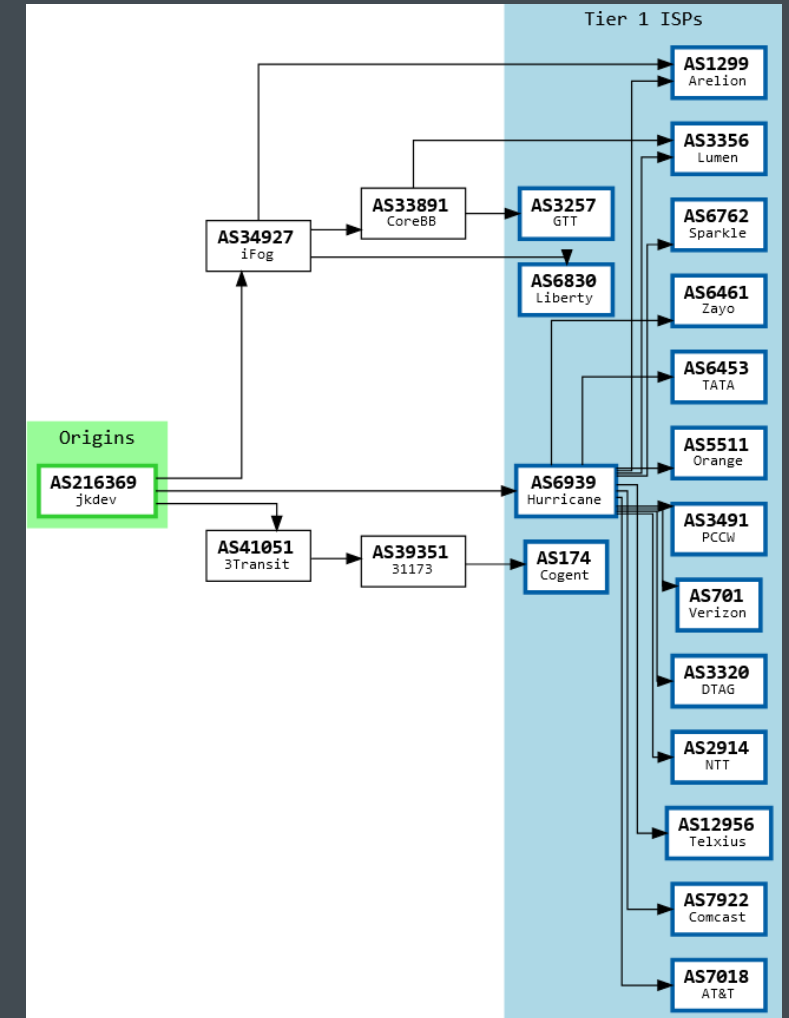 Tier 1 ISPs
AS1299
Arelion
AS3356
Lumen
AS33891
CoreBB
AS3257
GTT
AS6762
Sparkle
AS34927
iFog
AS6830
Liberty
AS6461
Zayo
AS6453
TATA
Origins
AS5511
Orange
AS216369
jkdev
AS6939
Hurricane
AS3491
PCCW
AS41051
3Transit
AS39351
31173
AS174
Cogent
AS701
Verizon
AS3320
DTAG
AS2914
NTT
AS12956
Telxius
AS7922
Comcast
AS7018
AT&T